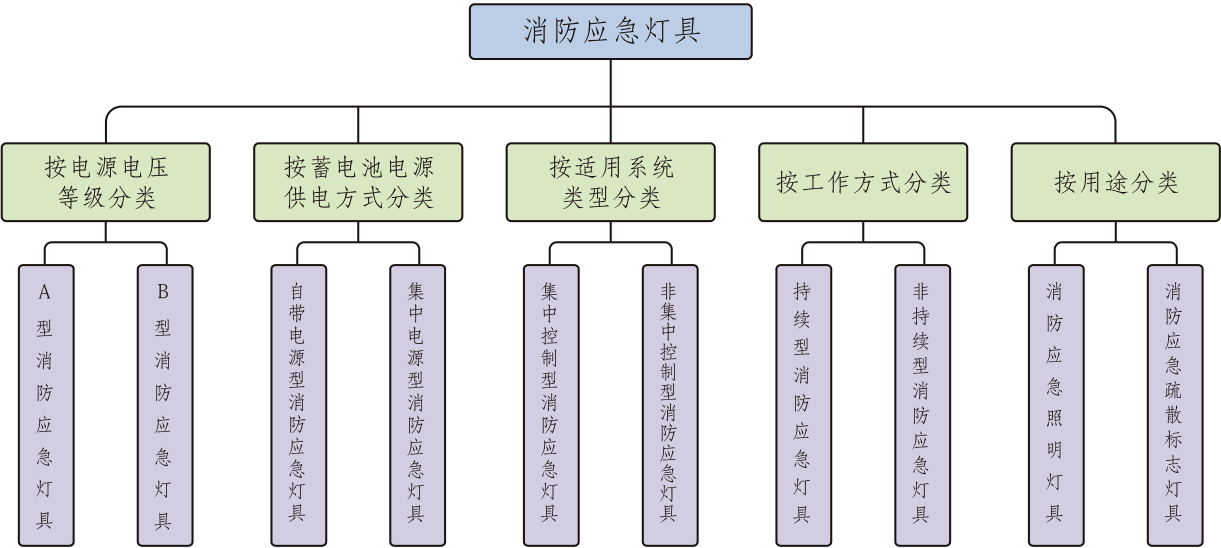 消防应急灯具
按电源电压
等级分类
按蓄电池电源
供电方式分类
按适用系统
类型分类
按工作方式分类
按用途分类
A型消防应急灯具
B型消防应急灯具
自带电源型消防应急灯具
集中电源型消防应急灯具
集中控制型消防应急灯具
非集中控制型消防应急灯具
持续型消防应急灯具
非持续型消防应急灯具
消防应急照明灯具
消防应急疏散标志灯具